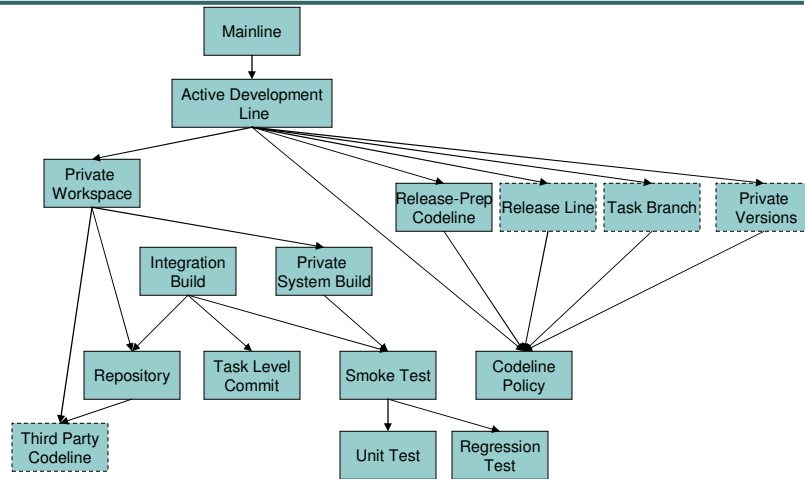 Mainline
Active Development
Line
Private
Workspace
Release-Prep
Codeline
Release Line
Task Branch
Private
Versions
Integration
Build
Private
System Build
Repository
Task Level
Commit
Smoke Test
Codeline
Policy
Third Party
Codeline
Unit Test
Regression
Test